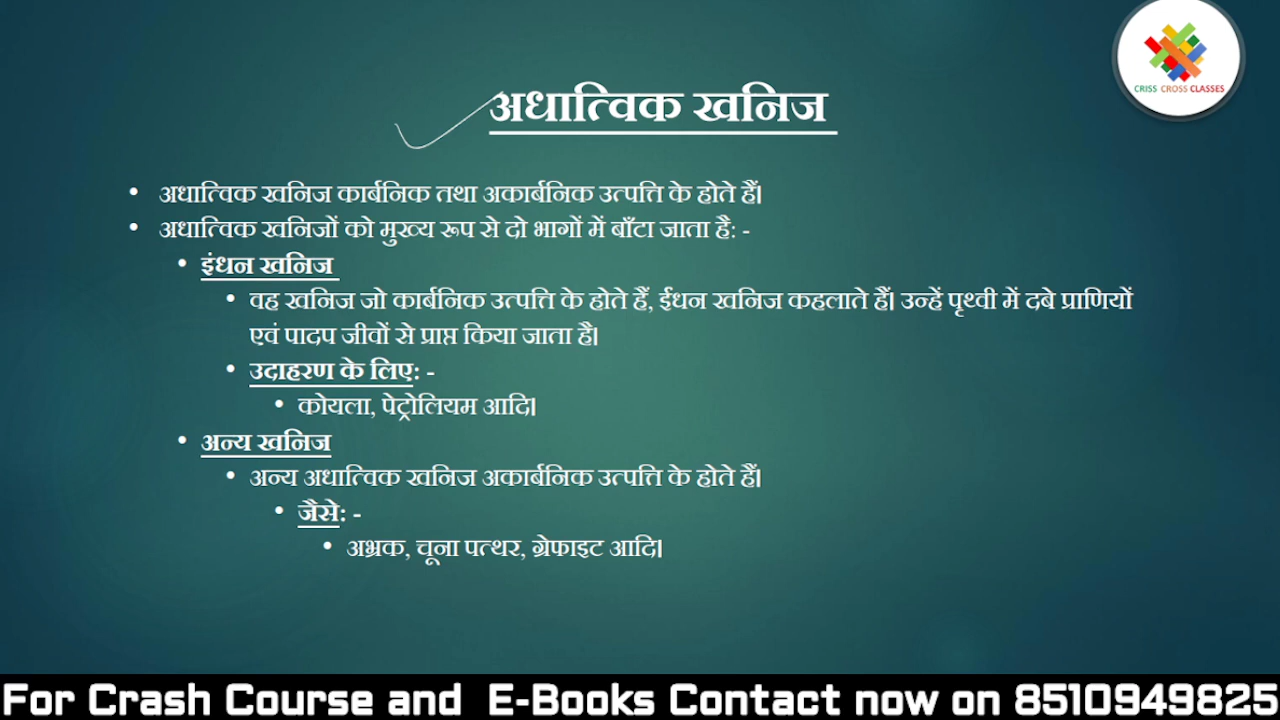 CRISS CROSS CLASSES
अधात्विक खनिज
• अधात्विक खनिज कार्बनिक तथा अकार्बनिक उत्पत्ति के होते हैं।
• अधात्विक खनिजों को मुख्य रूप से दो भागों में बाँटा जाता है: -
• इंधन खनिज
• वह खनिज जो कार्बनिक उत्पत्ति के होते हैं, ईधन खनिज कहलाते हैं। उन्हें पृथ्वी में दबे प्राणियों
एवं पादप जीवों से प्राप्त किया जाता है।
• उदाहरण के लिए: -
• कोयला, पेट्रोलियम आदि।
• अन्य खनिज
• अन्य अधात्विक खनिज अकार्बनिक उत्पत्ति के होते हैं।
• जैसे: -
• अभ्रक, चूना पत्थर, ग्रेफाइट आदि।
For Crash Course and E-Books Contact now on 8510949825